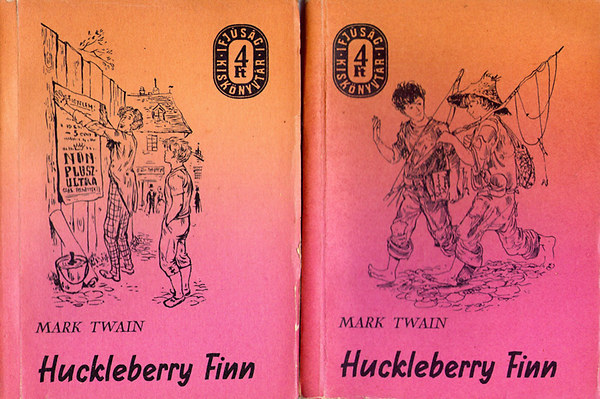 IFJÚSÁGI
4
Ft
KISKÖNYVTÁR
NON
PLUSZ-
ULTRA
MARK TWAIN
Huckleberry Finn
IFJÚSÁGI
4
Ft
KISKÖNYVTÁR
MARK TWAIN
Huckleberry Finn